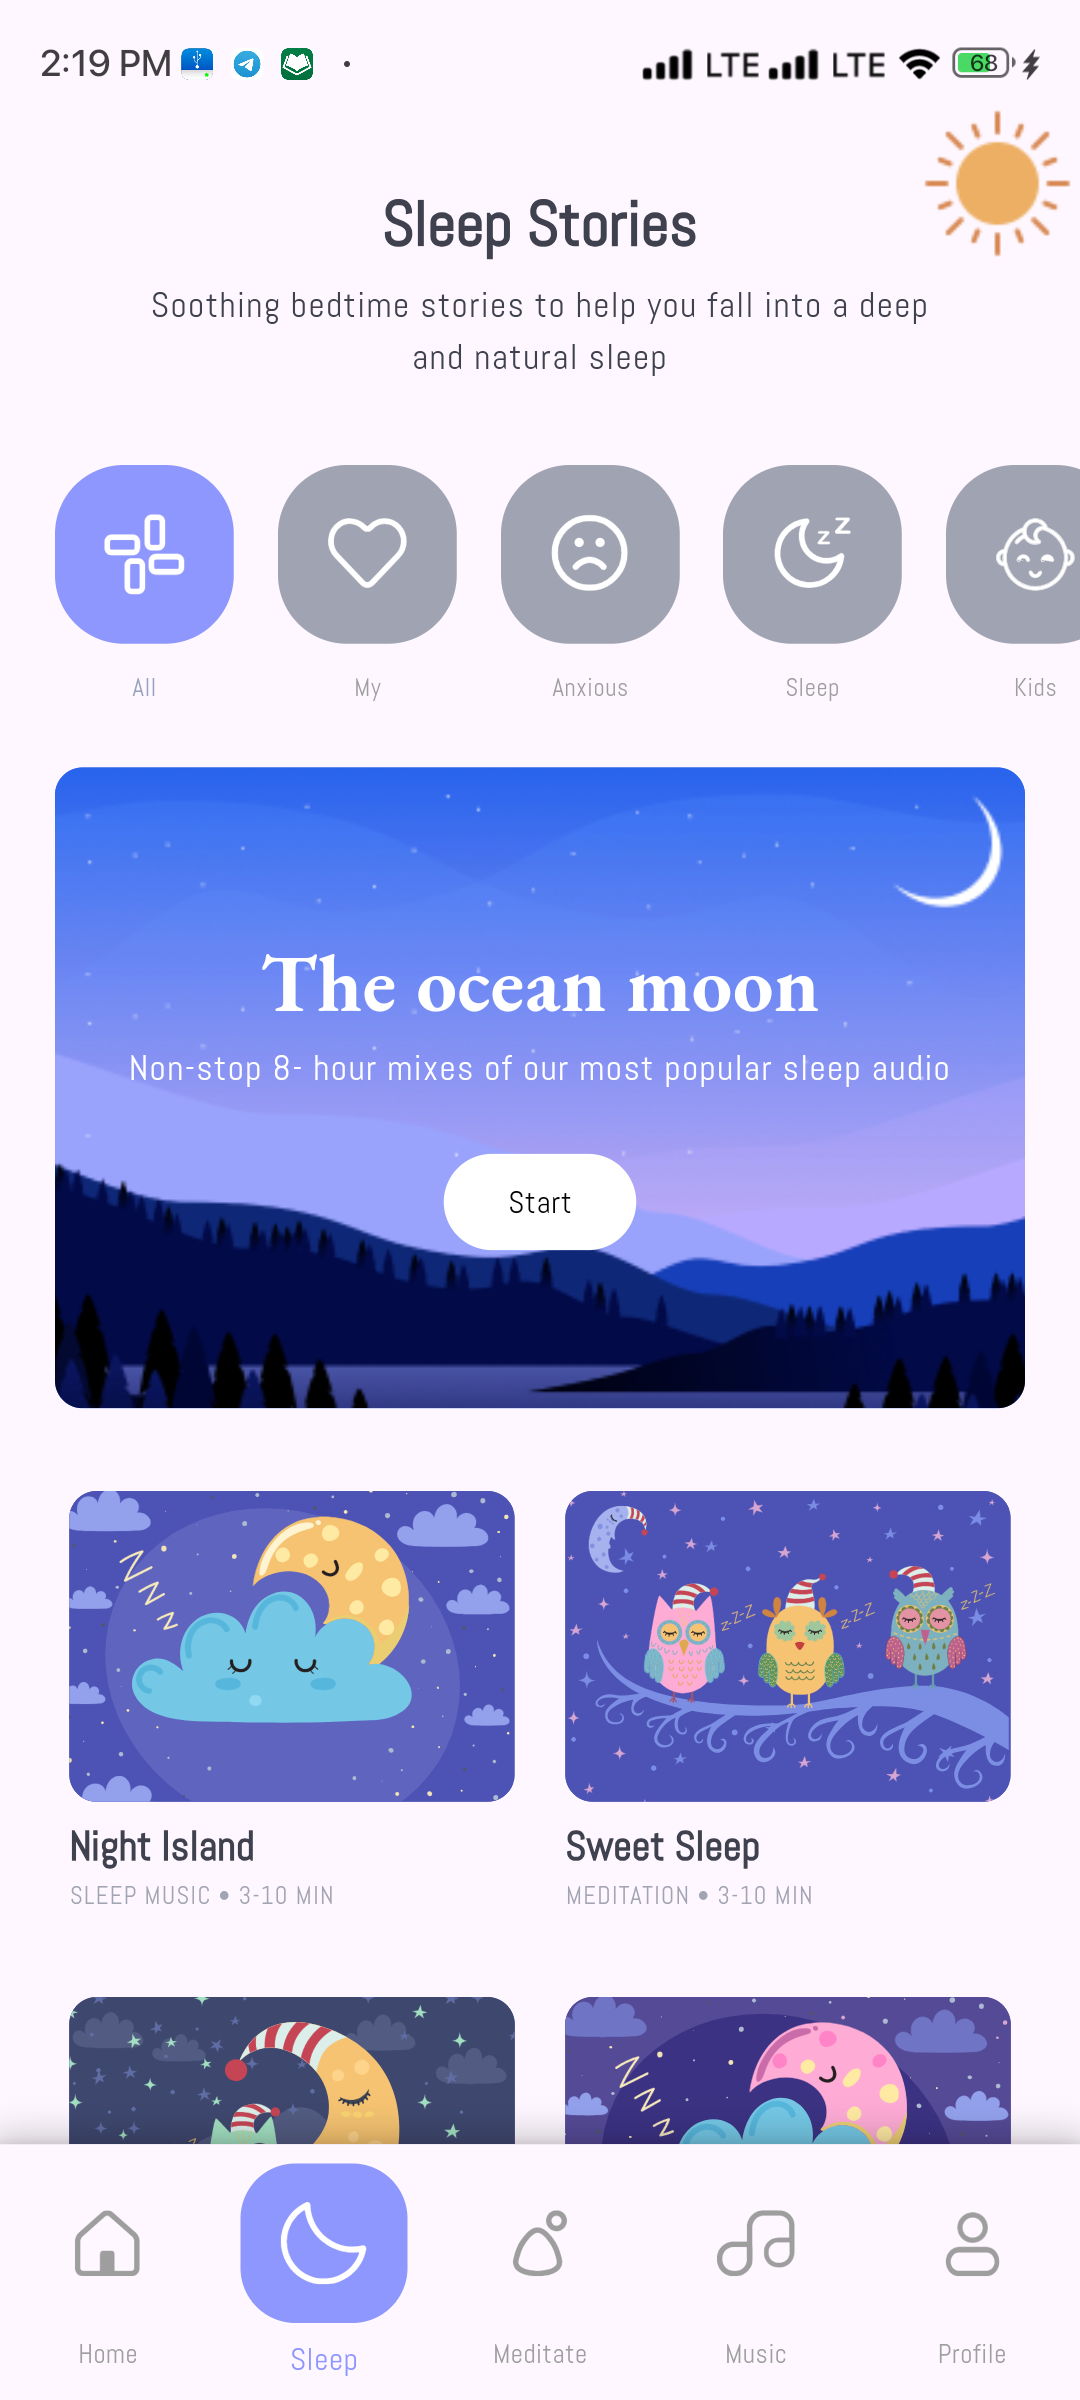 2:19 PM LTE LTE 68
Sleep Stories
Soothing bedtime stories to help you fall into a deep
and natural sleep
All My Anxious Sleep Kids
The ocean moon
Non-stop 8- hour mixes of our most popular sleep audio
Start
Z Z Z
z-z-Z z-z-Z z-z-Z
Night Island
SLEEP MUSIC • 3-10 MIN
Sweet Sleep
MEDITATION • 3-10 MIN
Z Z Z
Home Sleep Meditate Music Profile